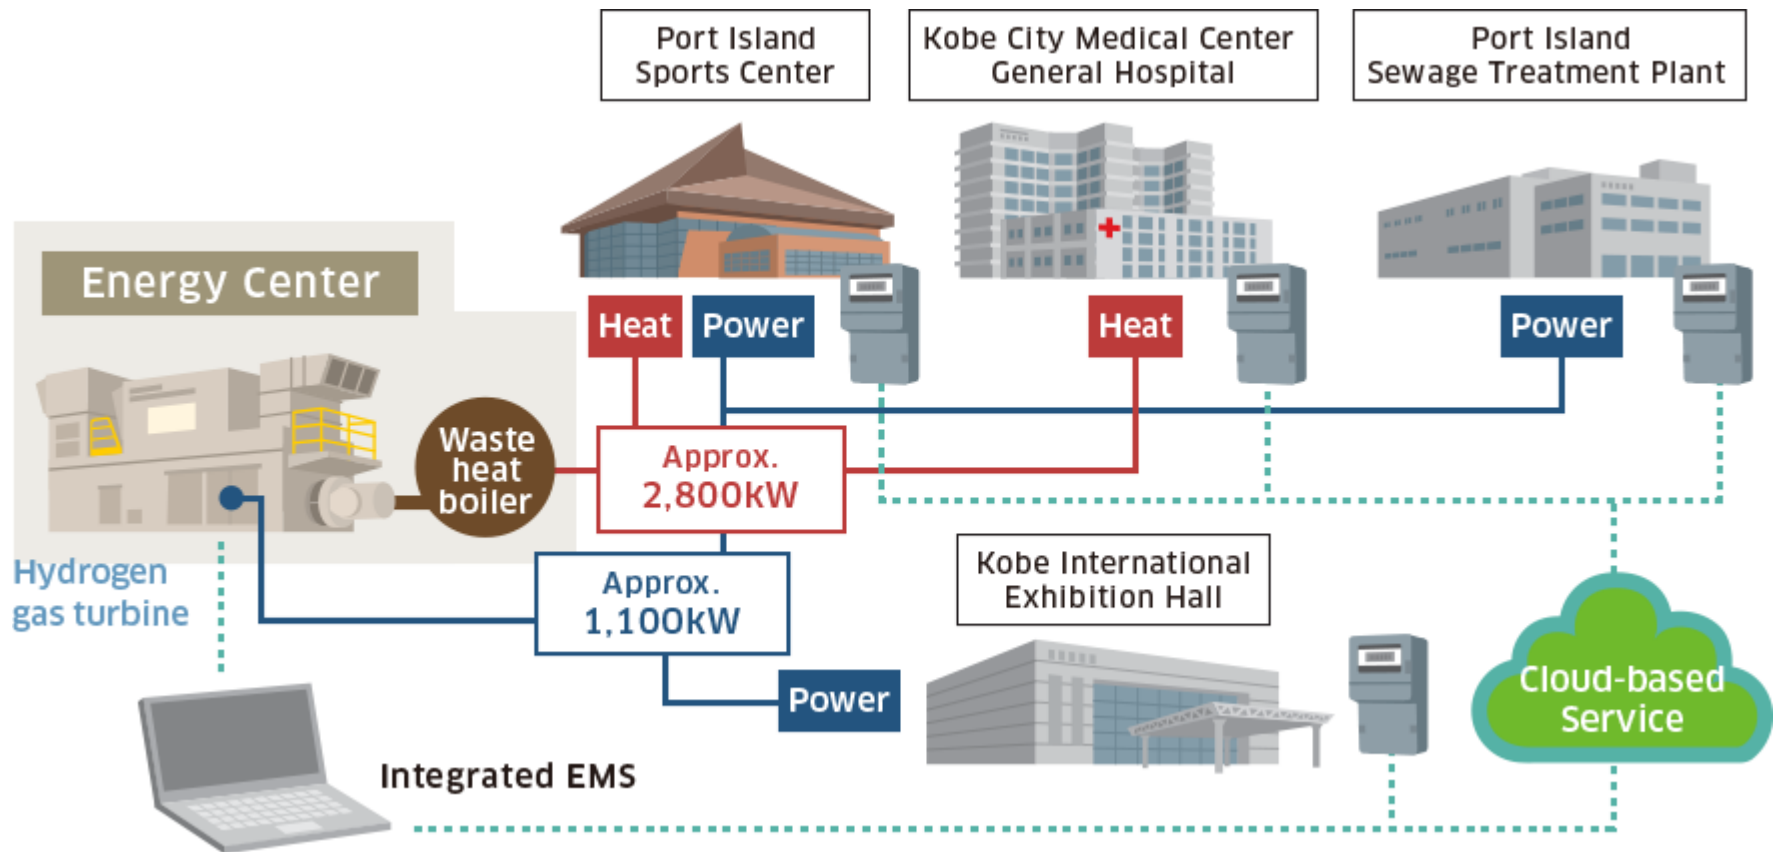 Port Island
Sports Center
Kobe City Medical Center
General Hospital
Port Island
Sewage Treatment Plant
Energy Center
Heat
Power
Heat
Power
Waste
heat
boiler
Approx.
2,800kW
Hydrogen
gas turbine
Approx.
1,100kW
Kobe International
Exhibition Hall
Power
Cloud-based
Service
Integrated EMS